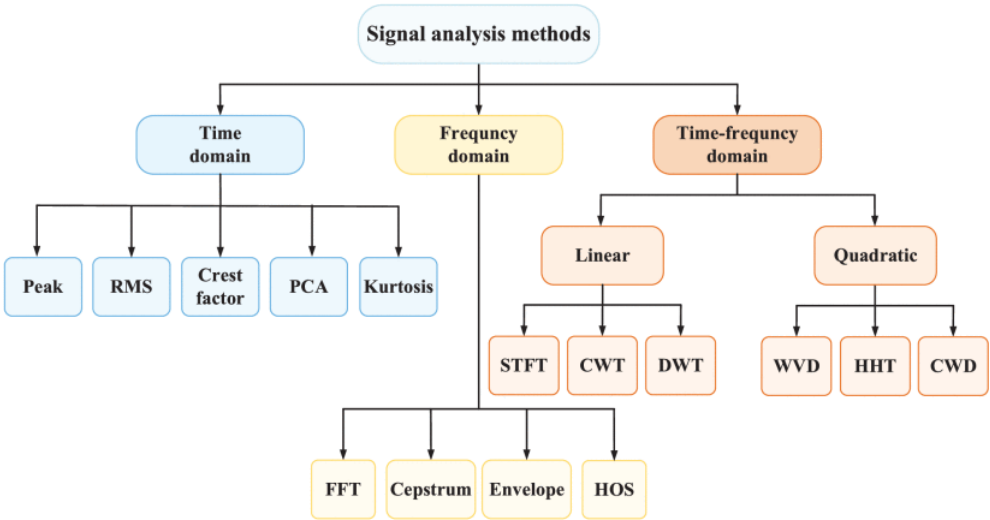 Signal analysis methods
Time
domain
Frequncy
domain
Time-frequncy
domain
Linear
Quadratic
Peak
RMS
Crest
factor
PCA
Kurtosis
STFT
CWT
DWT
WVD
HHT
CWD
FFT
Cepstrum
Envelope
HOS